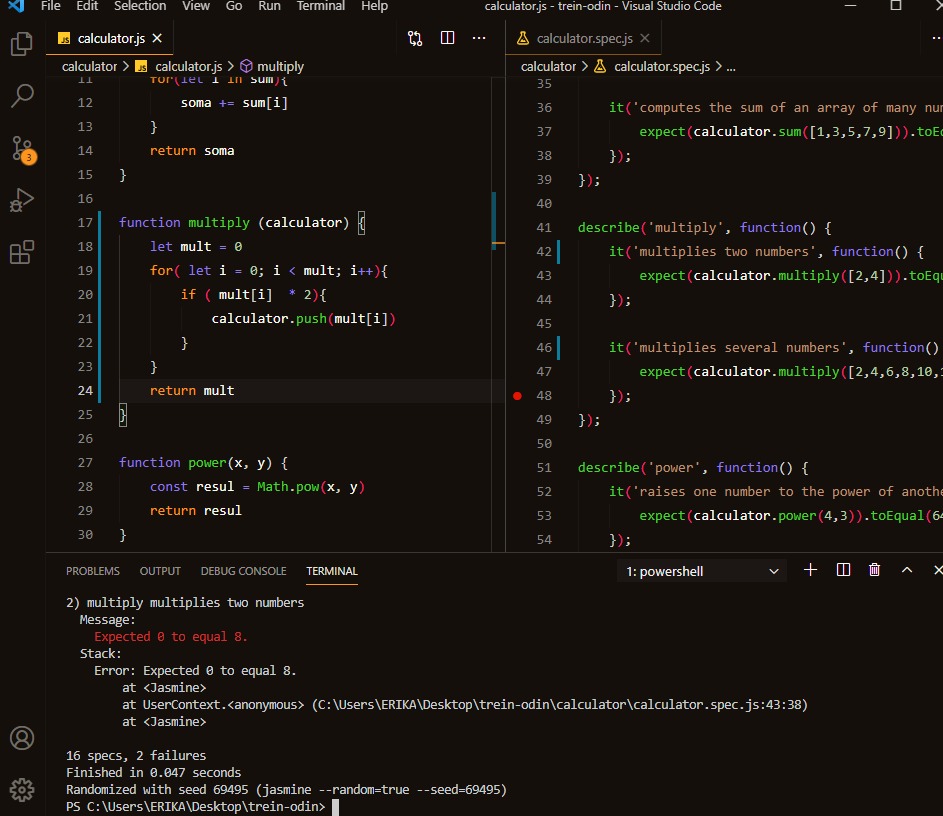 File Edit Selection View Go Run Terminal Help
calculator.js - trein-odin - Visual Studio Code
calculator.js
calculator > calculator.js > multiply
11 for(let i in sum){
12 soma += sum[i]
13 }
14 return soma
15 }
16
17 function multiply (calculator) {
18 let mult = 0
19 for( let i = 0; i < mult; i++){
20 if ( mult[i]  * 2){
21 calculator.push(mult[i])
22 }
23 }
24 return mult
25 }
26
27 function power(x, y) {
28 const resul = Math.pow(x, y)
29 return resul
30 }
calculator.spec.js
calculator > calculator.spec.js > ...
35
36 it('computes the sum of an array of many nu
37 expect(calculator.sum([1,3,5,7,9])).toE
38 });
39 });
40
41 describe('multiply', function() {
42 it('multiplies two numbers', function() {
43 expect(calculator.multiply([2,4])).toEqu
44 });
45
46 it('multiplies several numbers', function()
47 expect(calculator.multiply([2,4,6,8,10,1
48 });
49 });
50
51 describe('power', function() {
52 it('raises one number to the power of anothe
53 expect(calculator.power(4,3)).toEqual(64
54 });
3
PROBLEMS OUTPUT DEBUG CONSOLE TERMINAL
1: powershell
2) multiply multiplies two numbers
Message:
Expected 0 to equal 8.
Stack:
Error: Expected 0 to equal 8.
at <Jasmine>
at UserContext.<anonymous> (C:\Users\ERIKA\Desktop\trein-odin\calculator\calculator.spec.js:43:38)
at <Jasmine>
16 specs, 2 failures
Finished in 0.047 seconds
Randomized with seed 69495 (jasmine --random=true --seed=69495)
PS C:\Users\ERIKA\Desktop\trein-odin>